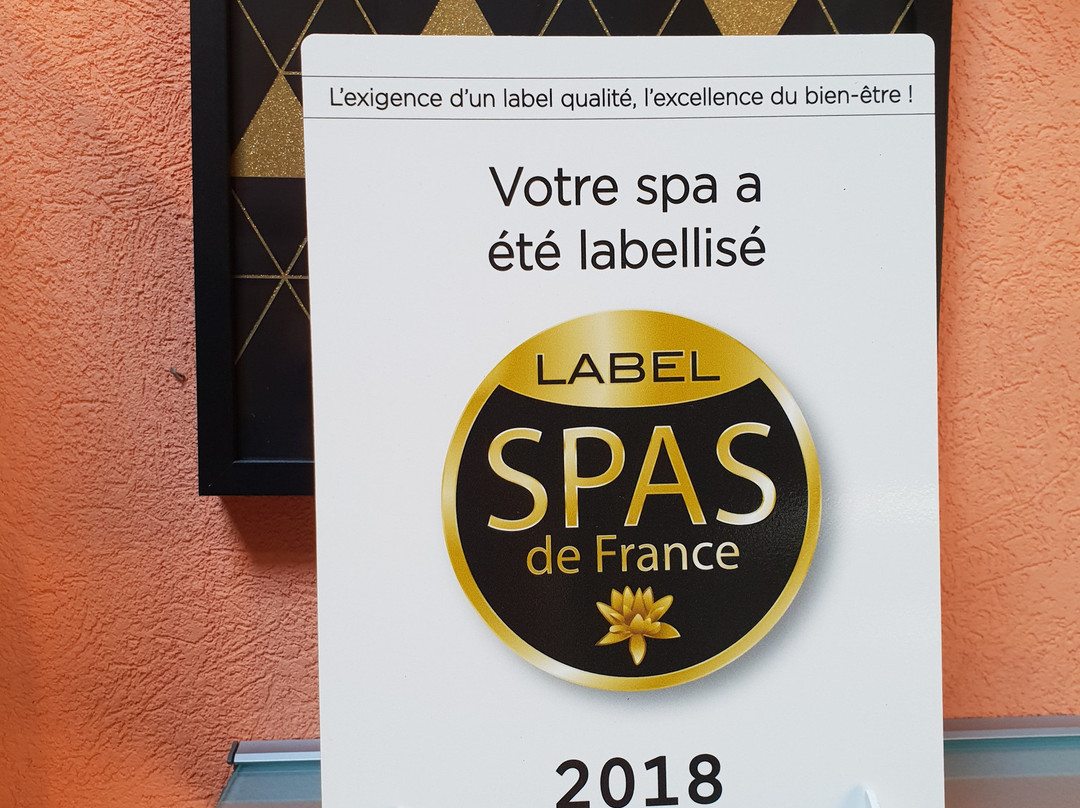 L'exigence d'un label qualité, l'excellence du bien-être !
Votre spa a
été labellisé
LABEL
SPAS
de France
2018